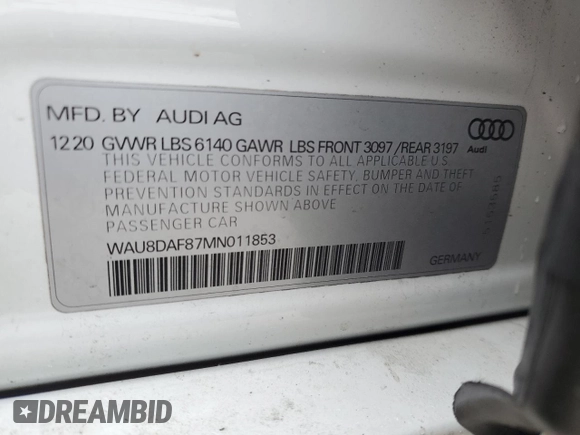 MFD. BY AUDI AG
1220 GVWR LBS 6140 GAWR LBS FRONT 3097/REAR 3197
Audi
THIS VEHICLE CONFORMS TO ALL APPLICABLE U.S.
FEDERAL MOTOR VEHICLE SAFETY, BUMPER AND THEFT
PREVENTION STANDARDS IN EFFECT ON THE DATE OF
MANUFACTURE SHOWN ABOVE
PASSENGER CAR
WAU8DAF87MN011853
GERMANY
DREAMBID